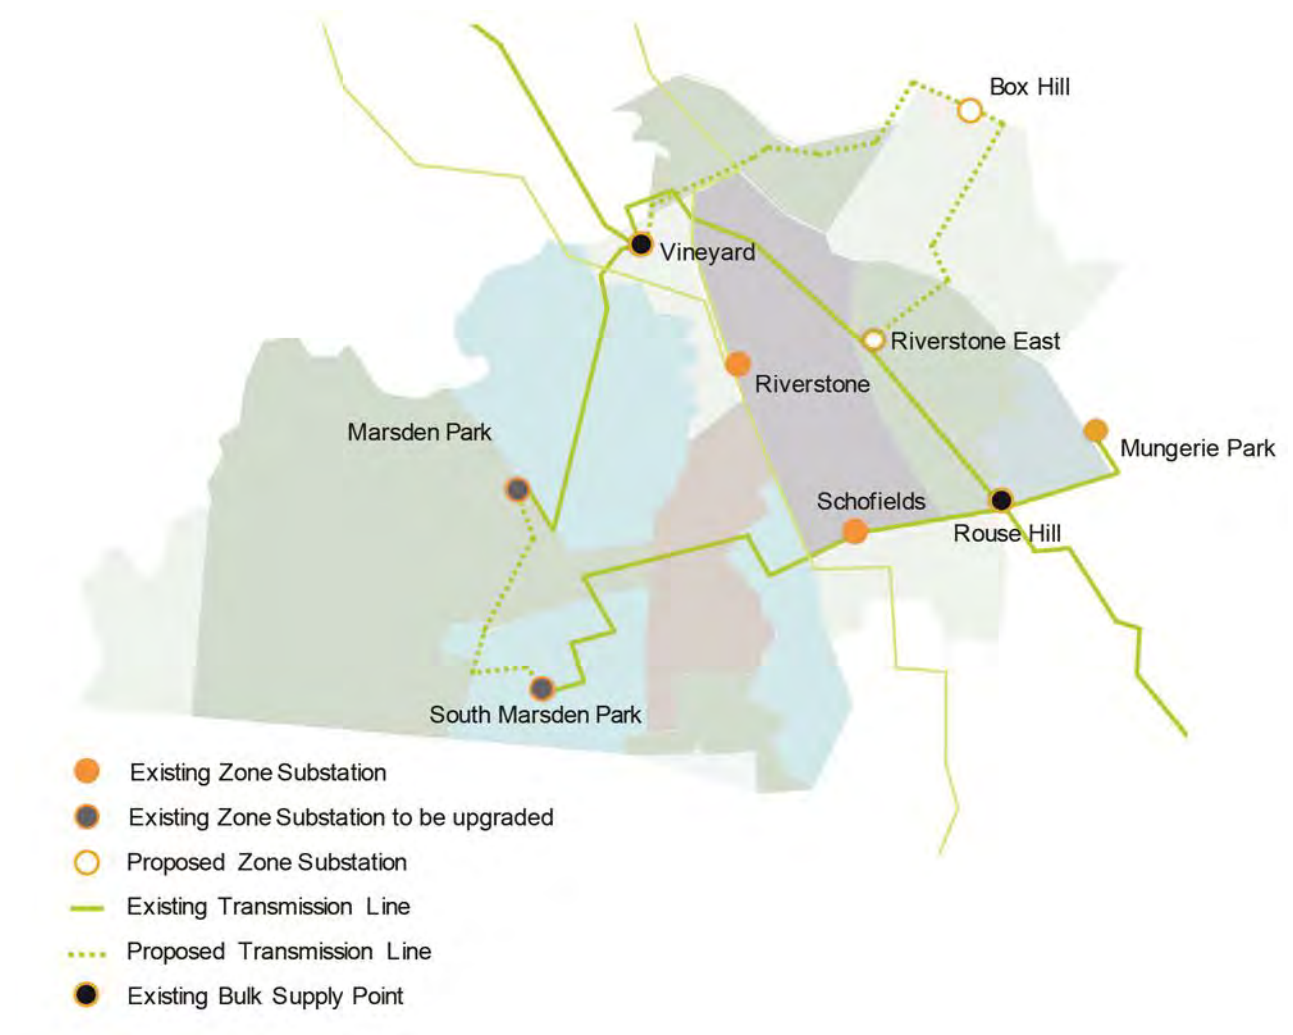 Box Hill
Vineyard
Riverstone East
Riverstone
Marsden Park
Mungerie Park
Schofields
Rouse Hill
South Marsden Park
Existing Zone Substation
Existing Zone Substation to be upgraded
Proposed Zone Substation
Existing Transmission Line
Proposed Transmission Line
Existing Bulk Supply Point